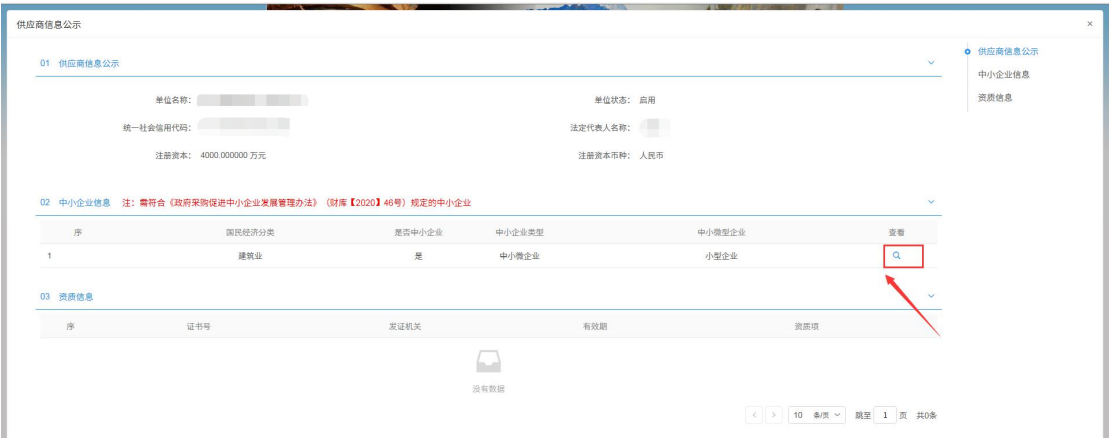 供应商信息公示
×
01 供应商信息公示
供应商信息公示
中小企业信息
资质信息
单位名称：
单位状态： 启用
统一社会信用代码：
法定代表人名称：
注册资本： 4000.000000 万元
注册资本币种： 人民币
02 中小企业信息 注：需符合《政府采购促进中小企业发展管理办法》（财库【2020】46号）规定的中小企业
序 国民经济分类 是否中小企业 中小企业类型 中小微型企业 查看
1 建筑业 是 中小微企业 小型企业
03 资质信息
序 证书号 发证机关 有效期 资质项
没有数据
< > 10 条/页 跳至 1 页 共0条